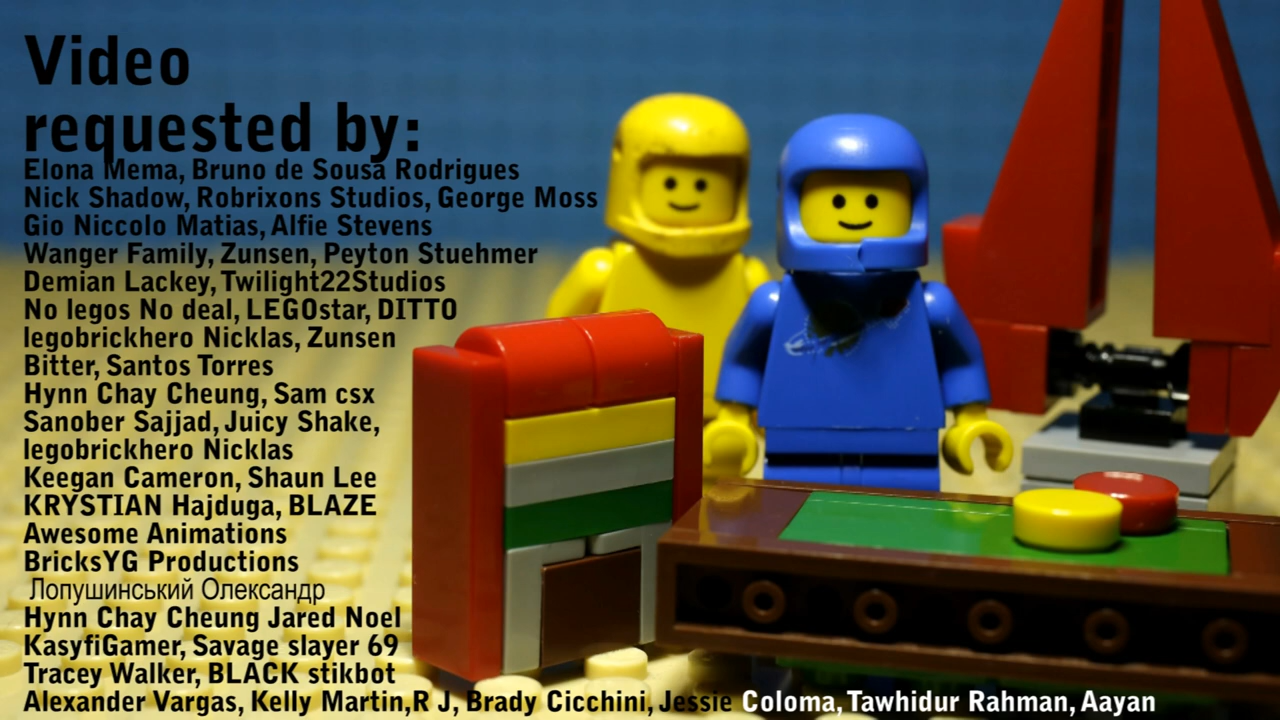 Video
requested by:
Elona Mema, Bruno de Sousa Rodrigues
Nick Shadow, Robrixons Studios, George Moss
Gio Niccolo Matias, Alfie Stevens
Wanger Family, Zunsen, Peyton Stuehmer
Demian Lackey, Twilight22Studios
No legos No deal, LEGOstar, DITTO
legobrickhero Nicklas, Zunsen
Bitter, Santos Torres
Hynn Chay Cheung, Sam csx
Sanober Sajjad, Juicy Shake,
legobrickhero Nicklas
Keegan Cameron, Shaun Lee
KRYSTIAN Hajduga, BLAZE
Awesome Animations
BricksYG Productions
Лопушинський Олександр
Hynn Chay Cheung Jared Noel
KasyfiGamer, Savage slayer 69
Tracey Walker, BLACK stikbot
Alexander Vargas, Kelly Martin,R J, Brady Cicchini, Jessie Coloma, Tawhidur Rahman, Aayan